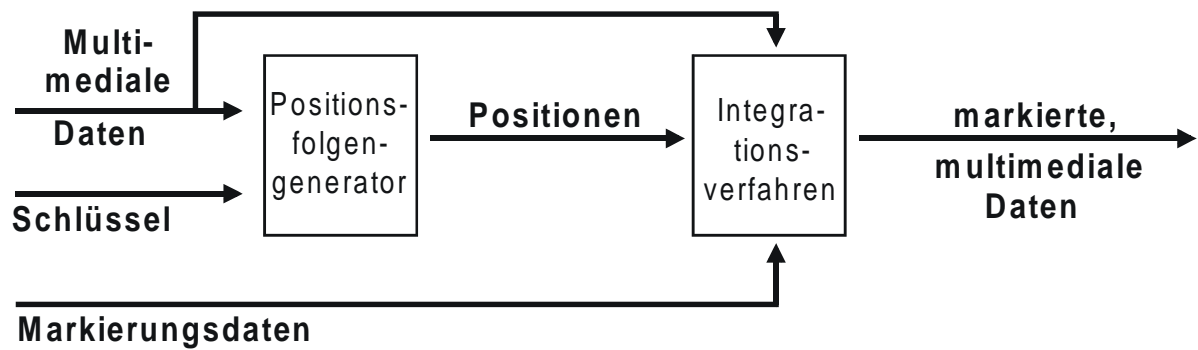 Multi-
mediale
Daten
Schlüssel
Positions-
folgen-
generator
Positionen
Integra-
tions-
verfahren
markierte,
multimediale
Daten
Markierungsdaten